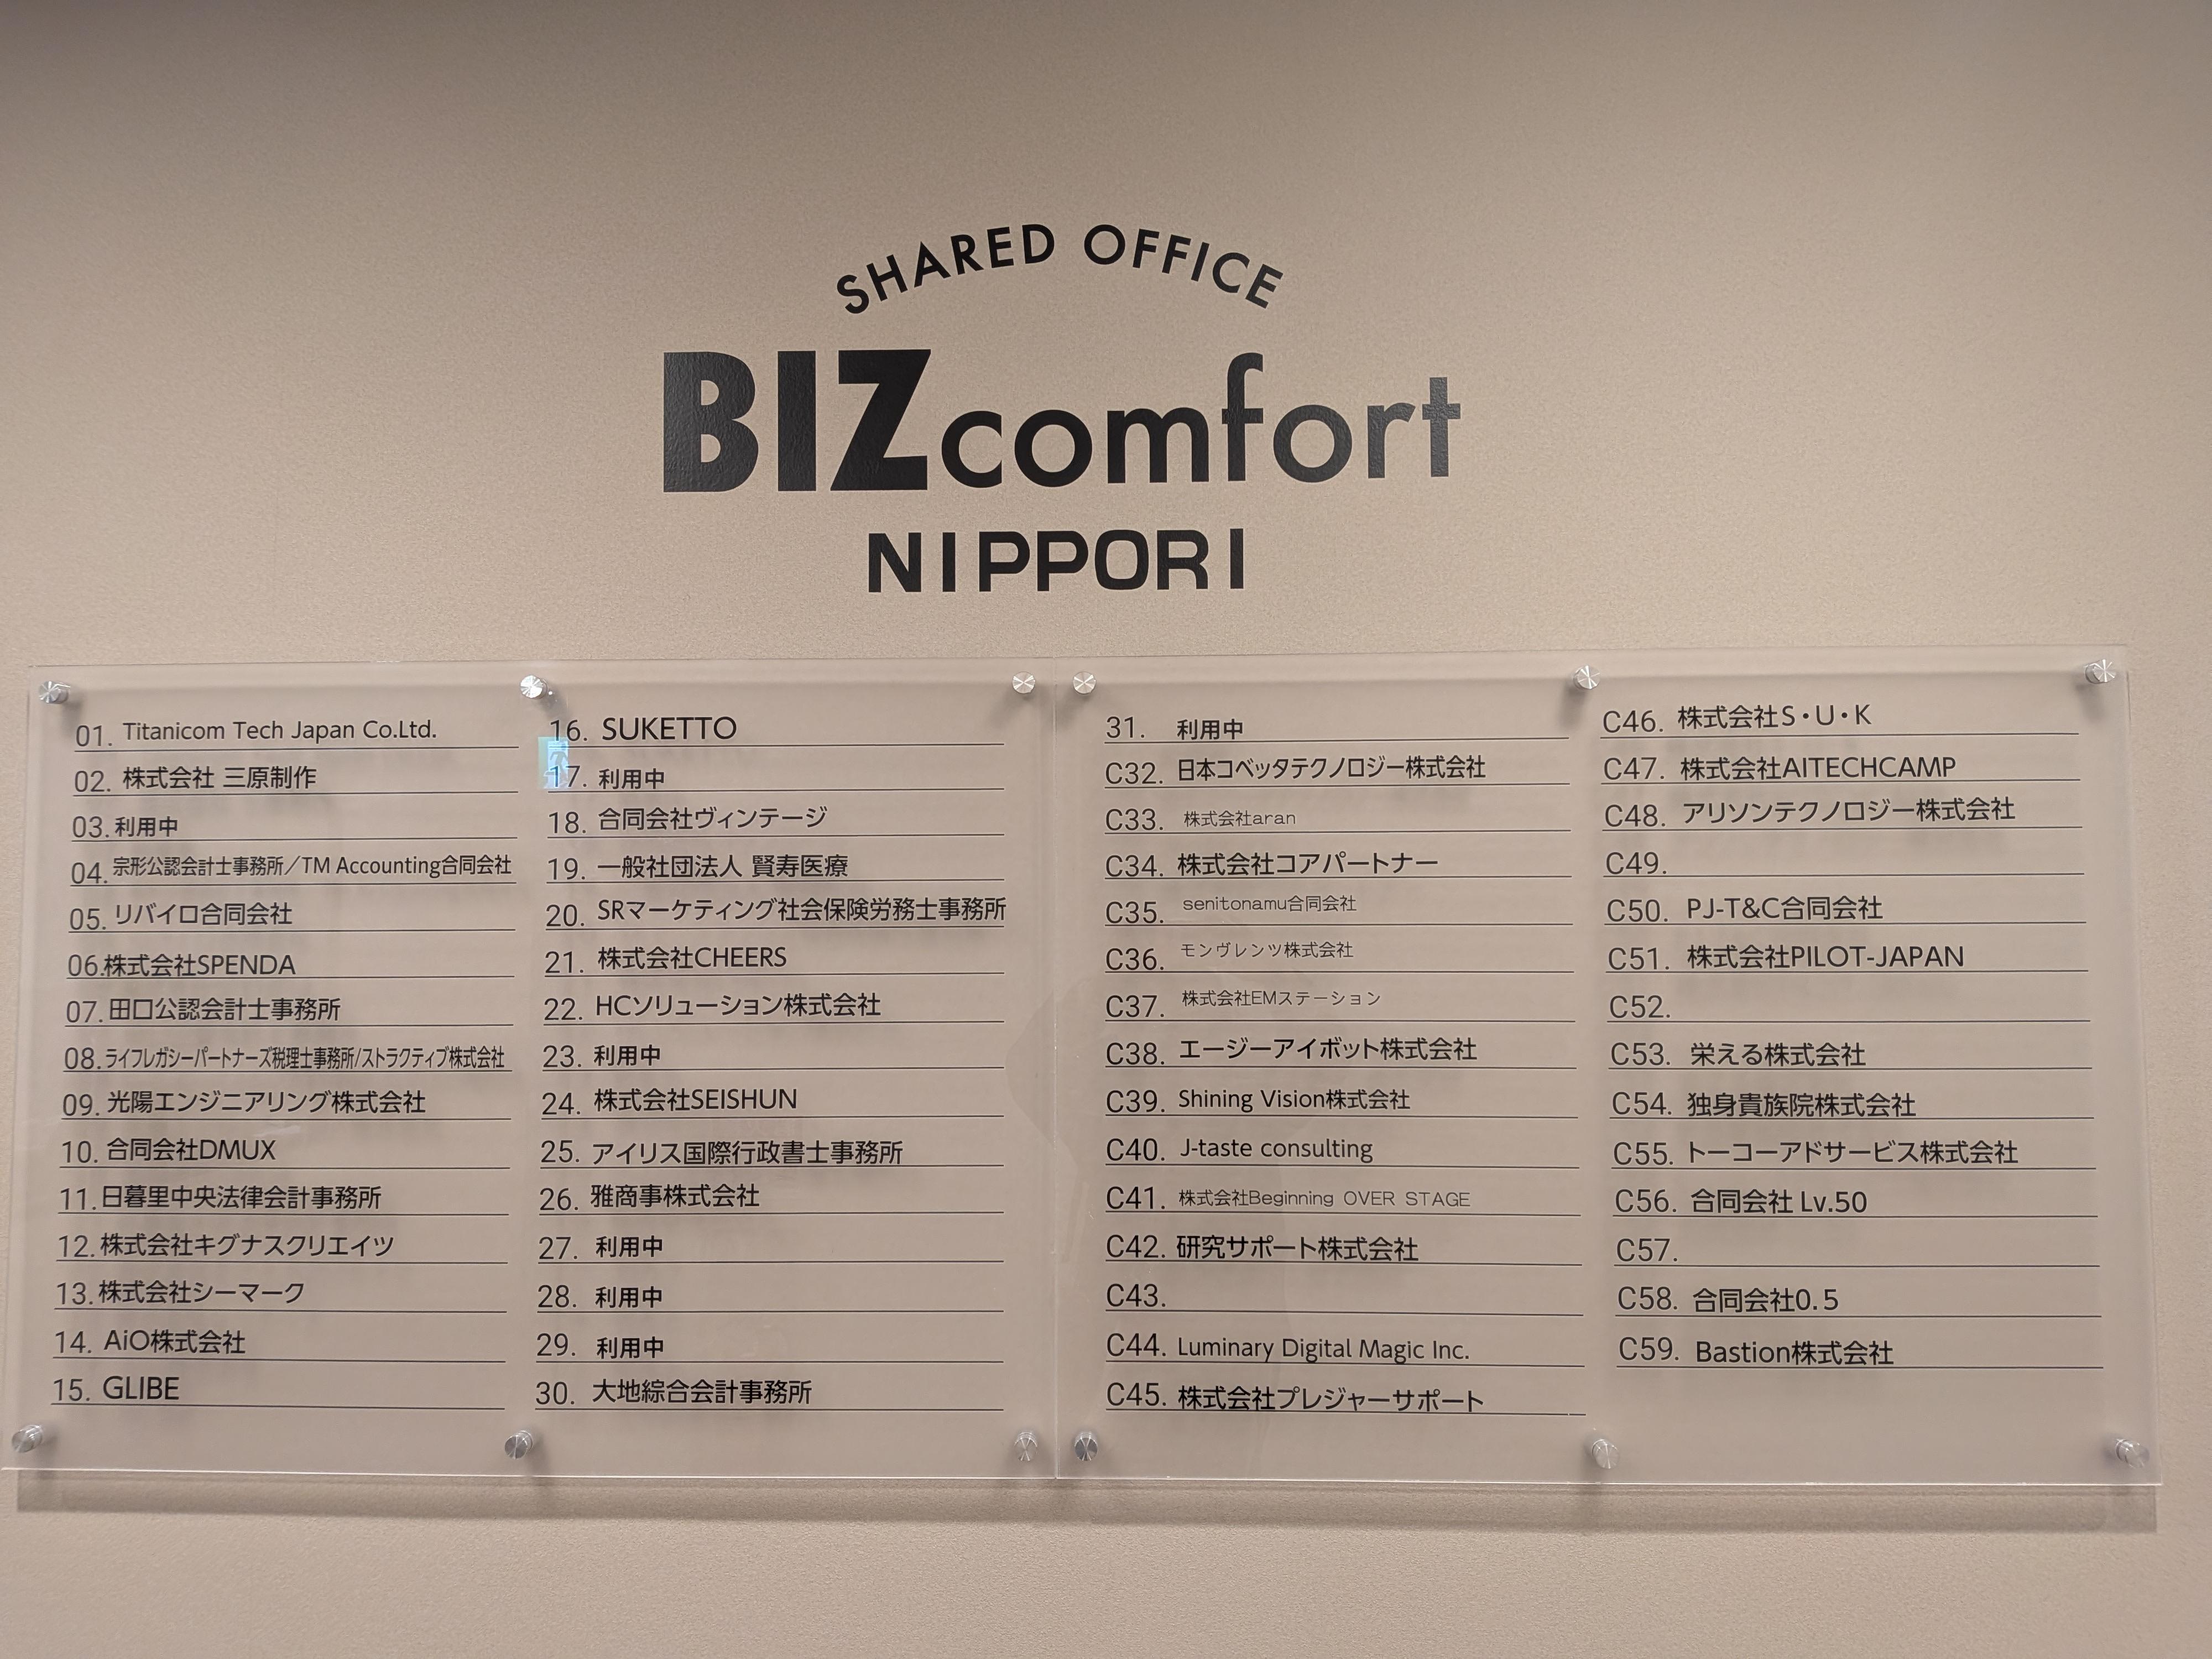 SHARED OFFICE
BIZcomfort
NIPPORI
01. Titanicom Tech Japan Co.Ltd.
02. 株式会社 三原制作
03. 利用中
04. 宗形公認会計士事務所／TM Accounting合同会社
05. リバイロ合同会社
06. 株式会社SPENDA
07. 田口公認会計士事務所
08. ライフレガシーパートナーズ税理士事務所/ストラクティブ株式会社
09. 光陽エンジニアリング株式会社
10. 合同会社DMUX
11. 日暮里中央法律会計事務所
12. 株式会社キグナスクリエイツ
13. 株式会社シーマーク
14. AiO株式会社
15. GLIBE
16. SUKETTO
17. 利用中
18. 合同会社ヴィンテージ
19. 一般社団法人 賢寿医療
20. SRマーケティング社会保険労務士事務所
21. 株式会社CHEERS
22. HCソリューション株式会社
23. 利用中
24. 株式会社SEISHUN
25. アイリス国際行政書士事務所
26. 雅商事株式会社
27. 利用中
28. 利用中
29. 利用中
30. 大地綜合会計事務所
31. 利用中
C32. 日本コベッタテクノロジー株式会社
C33. 株式会社aran
C34. 株式会社コアパートナー
C35. senitonamu合同会社
C36. モンヴレンツ株式会社
C37. 株式会社EMステーション
C38. エージーアイボット株式会社
C39. Shining Vision株式会社
C40. J-taste consulting
C41. 株式会社Beginning OVER STAGE
C42. 研究サポート株式会社
C43.
C44. Luminary Digital Magic Inc.
C45. 株式会社プレジャーサポート
C46. 株式会社S・U・K
C47. 株式会社AITECHCAMP
C48. アリソンテクノロジー株式会社
C49.
C50. PJ-T&C合同会社
C51. 株式会社PILOT-JAPAN
C52.
C53. 栄える株式会社
C54. 独身貴族院株式会社
C55. トーコーアドサービス株式会社
C56. 合同会社 Lv.50
C57.
C58. 合同会社0.5
C59. Bastion株式会社